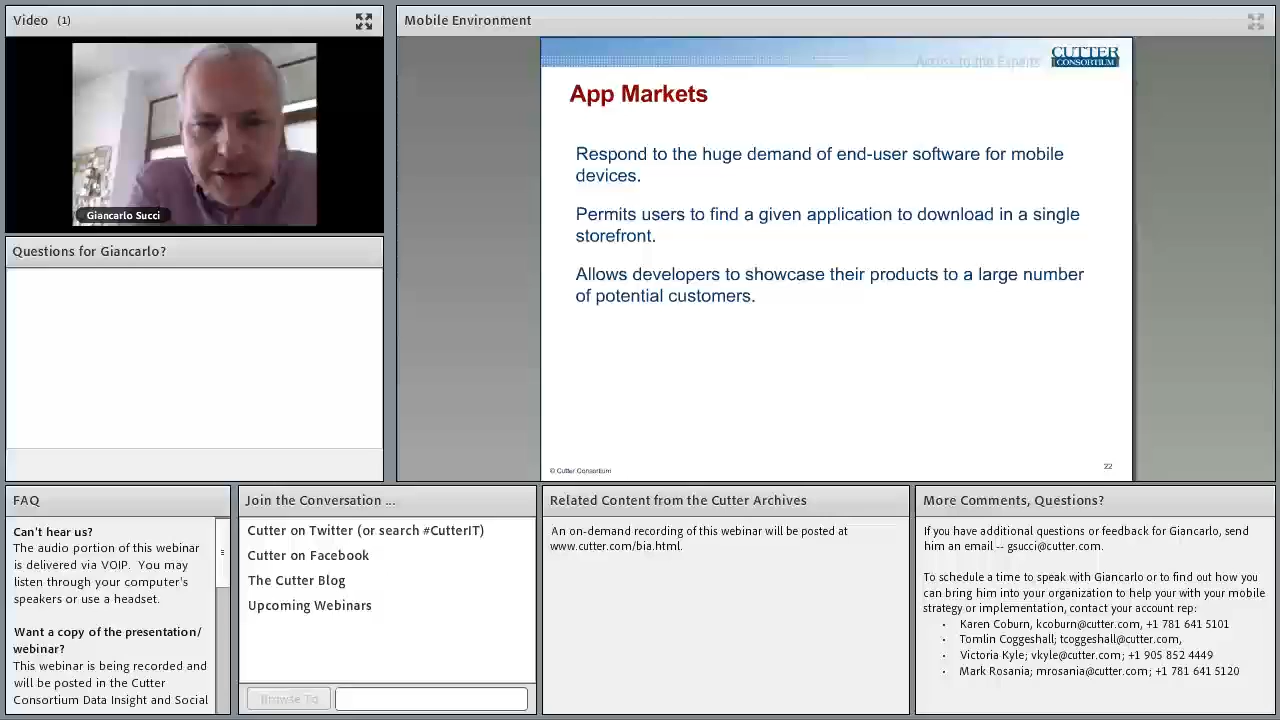 Video (1)
Giancarlo Succi
Questions for Giancarlo?
Mobile Environment
Access to the Experts
CUTTER
CONSORTIUM
App Markets
Respond to the huge demand of end-user software for mobile
devices.
Permits users to find a given application to download in a single
storefront.
Allows developers to showcase their products to a large number
of potential customers.
© Cutter Consortium
22
FAQ
Can't hear us?
The audio portion of this webinar
is delivered via VOIP. You may
listen through your computer's
speakers or use a headset.
Want a copy of the presentation/
webinar?
This webinar is being recorded and
will be posted in the Cutter
Consortium Data Insight and Social
Join the Conversation ...
Cutter on Twitter (or search #CutterIT)
Cutter on Facebook
The Cutter Blog
Upcoming Webinars
Browse To
Related Content from the Cutter Archives
An on-demand recording of this webinar will be posted at
www.cutter.com/bia.html.
More Comments, Questions?
If you have additional questions or feedback for Giancarlo, send
him an email -- gsucci@cutter.com.
To schedule a time to speak with Giancarlo or to find out how you
can bring him into your organization to help your with your mobile
strategy or implementation, contact your account rep:
· Karen Coburn, kcoburn@cutter.com, +1 781 641 5101
· Tomlin Coggeshall; tcoggeshall@cutter.com,
· Victoria Kyle; vkyle@cutter.com; +1 905 852 4449
· Mark Rosania; mrosania@cutter.com; +1 781 641 5120